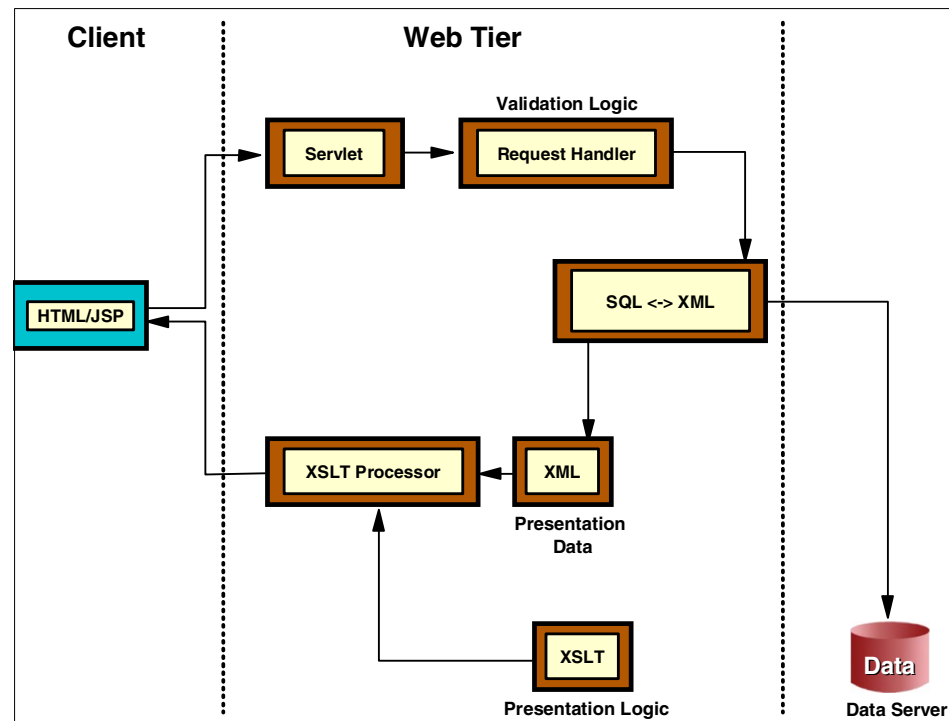 Client
Web Tier
Validation Logic
Servlet
Request Handler
SQL <-> XML
HTML/JSP
XSLT Processor
XML
Presentation
Data
XSLT
Presentation Logic
Data
Data Server